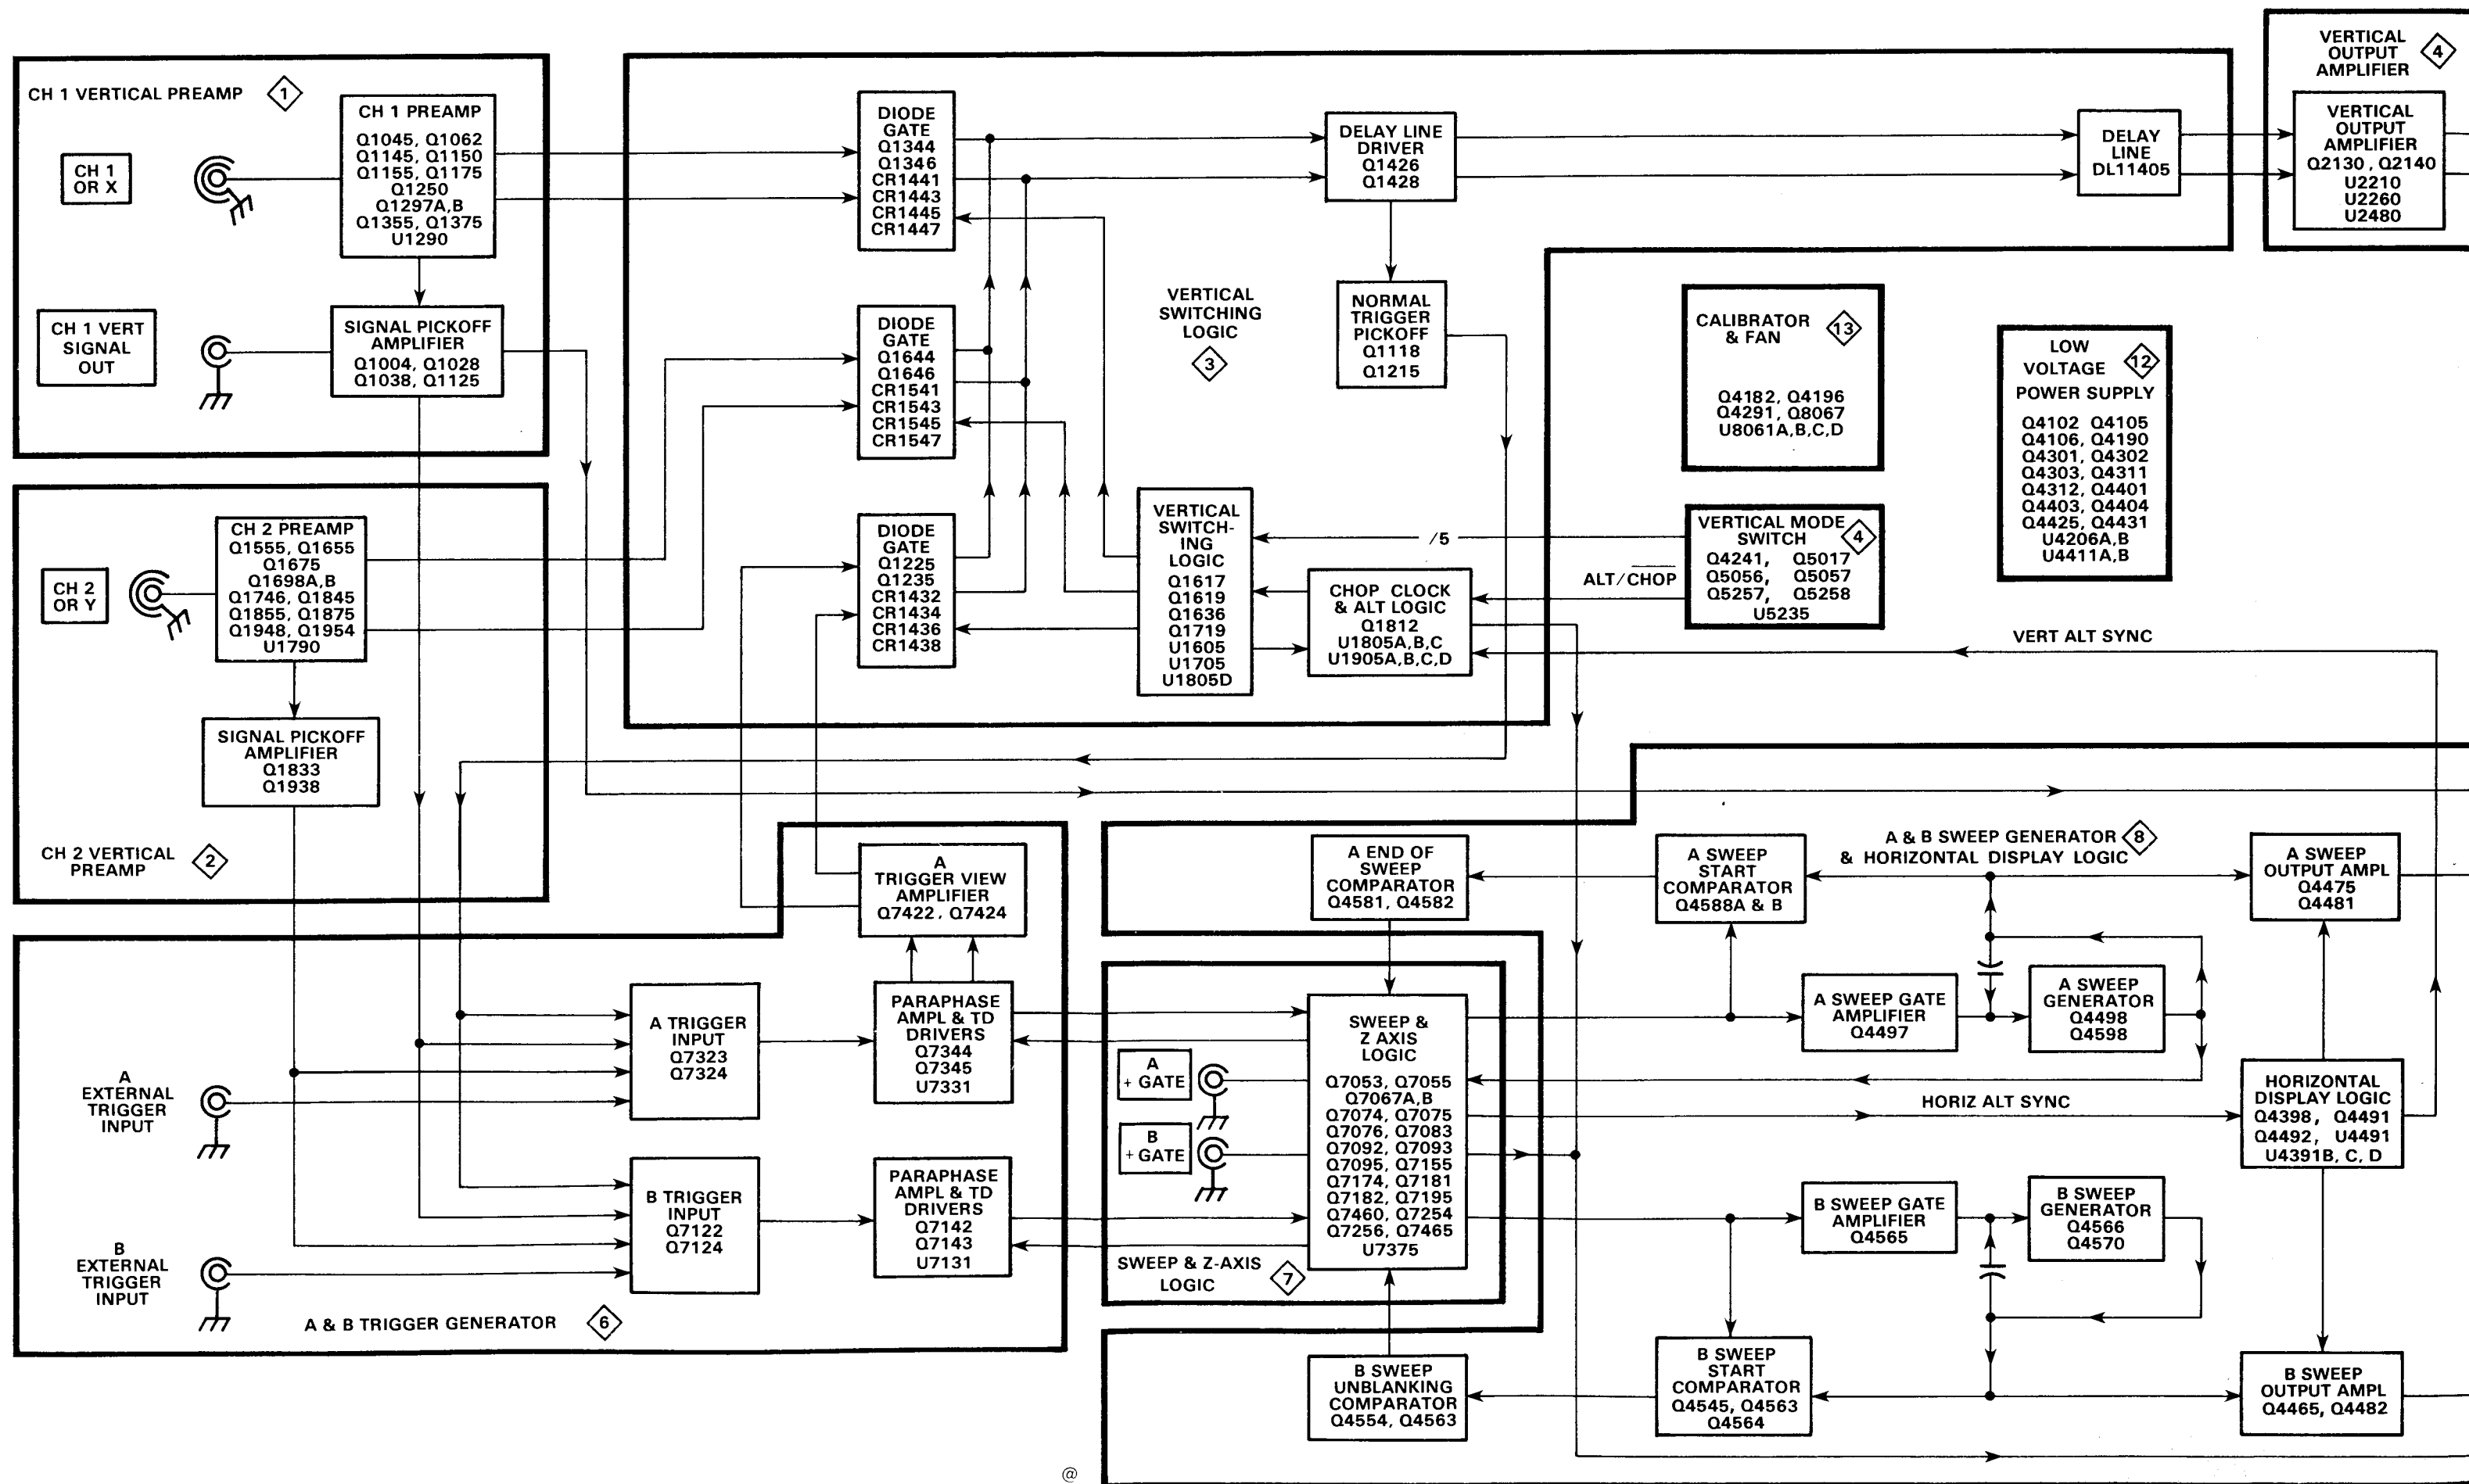 CH 1 VERTICAL PREAMP
1
CH 1 PREAMP
Q1045, Q1062
Q1145, Q1150
Q1155, Q1175
Q1250
Q1297A,B
Q1355, Q1375
U1290
CH 1
OR X
CH 1 VERT
SIGNAL
OUT
SIGNAL PICKOFF
AMPLIFIER
Q1004, Q1028
Q1038, Q1125
CH 2 PREAMP
Q1555, Q1655
Q1675
Q1698A,B
Q1746, Q1845
Q1855, Q1875
Q1948, Q1954
U1790
CH 2
OR Y
SIGNAL PICKOFF
AMPLIFIER
Q1833
Q1938
CH 2 VERTICAL
PREAMP
2
DIODE
GATE
Q1344
Q1346
CR1441
CR1443
CR1445
CR1447
DIODE
GATE
Q1644
Q1646
CR1541
CR1543
CR1545
CR1547
DIODE
GATE
Q1225
Q1235
CR1432
CR1434
CR1436
CR1438
DELAY LINE
DRIVER
Q1426
Q1428
NORMAL
TRIGGER
PICKOFF
Q1118
Q1215
VERTICAL
SWITCHING
LOGIC
3
VERTICAL
SWITCH-
ING
LOGIC
Q1617
Q1619
Q1636
Q1719
U1605
U1705
U1805D
CHOP CLOCK
& ALT LOGIC
Q1812
U1805A,B,C
U1905A,B,C,D
DELAY
LINE
DL11405
VERTICAL
OUTPUT
AMPLIFIER
4
VERTICAL
OUTPUT
AMPLIFIER
Q2130, Q2140
U2210
U2260
U2480
CALIBRATOR
& FAN
13
Q4182, Q4196
Q4291, Q8067
U8061A,B,C,D
LOW
VOLTAGE
12
POWER SUPPLY
Q4102 Q4105
Q4106, Q4190
Q4301, Q4302
Q4303, Q4311
Q4312, Q4401
Q4403, Q4404
Q4425, Q4431
U4206A,B
U4411A,B
VERTICAL MODE
SWITCH
4
Q4241, Q5017
Q5056, Q5057
Q5257, Q5258
U5235
/5
ALT/CHOP
VERT ALT SYNC
A
TRIGGER VIEW
AMPLIFIER
Q7422, Q7424
A TRIGGER
INPUT
Q7323
Q7324
PARAPHASE
AMPL & TD
DRIVERS
Q7344
Q7345
U7331
A
EXTERNAL
TRIGGER
INPUT
B TRIGGER
INPUT
Q7122
Q7124
PARAPHASE
AMPL & TD
DRIVERS
Q7142
Q7143
U7131
B
EXTERNAL
TRIGGER
INPUT
A & B TRIGGER GENERATOR
6
A END OF
SWEEP
COMPARATOR
Q4581, Q4582
A SWEEP
START
COMPARATOR
Q4588A & B
A & B SWEEP GENERATOR
& HORIZONTAL DISPLAY LOGIC
8
A SWEEP
OUTPUT AMPL
Q4475
Q4481
A
+ GATE
B
+ GATE
SWEEP &
Z AXIS
LOGIC
Q7053, Q7055
Q7067A,B
Q7074, Q7075
Q7076, Q7083
Q7092, Q7093
Q7095, Q7155
Q7174, Q7181
Q7182, Q7195
Q7460, Q7254
Q7256, Q7465
U7375
SWEEP & Z-AXIS
LOGIC
7
A SWEEP GATE
AMPLIFIER
Q4497
A SWEEP
GENERATOR
Q4498
Q4598
HORIZ ALT SYNC
HORIZONTAL
DISPLAY LOGIC
Q4398, Q4491
Q4492, U4491
U4391B, C, D
B SWEEP GATE
AMPLIFIER
Q4565
B SWEEP
GENERATOR
Q4566
Q4570
B SWEEP
UNBLANKING
COMPARATOR
Q4554, Q4563
B SWEEP
START
COMPARATOR
Q4545, Q4563
Q4564
B SWEEP
OUTPUT AMPL
Q4465, Q4482
@